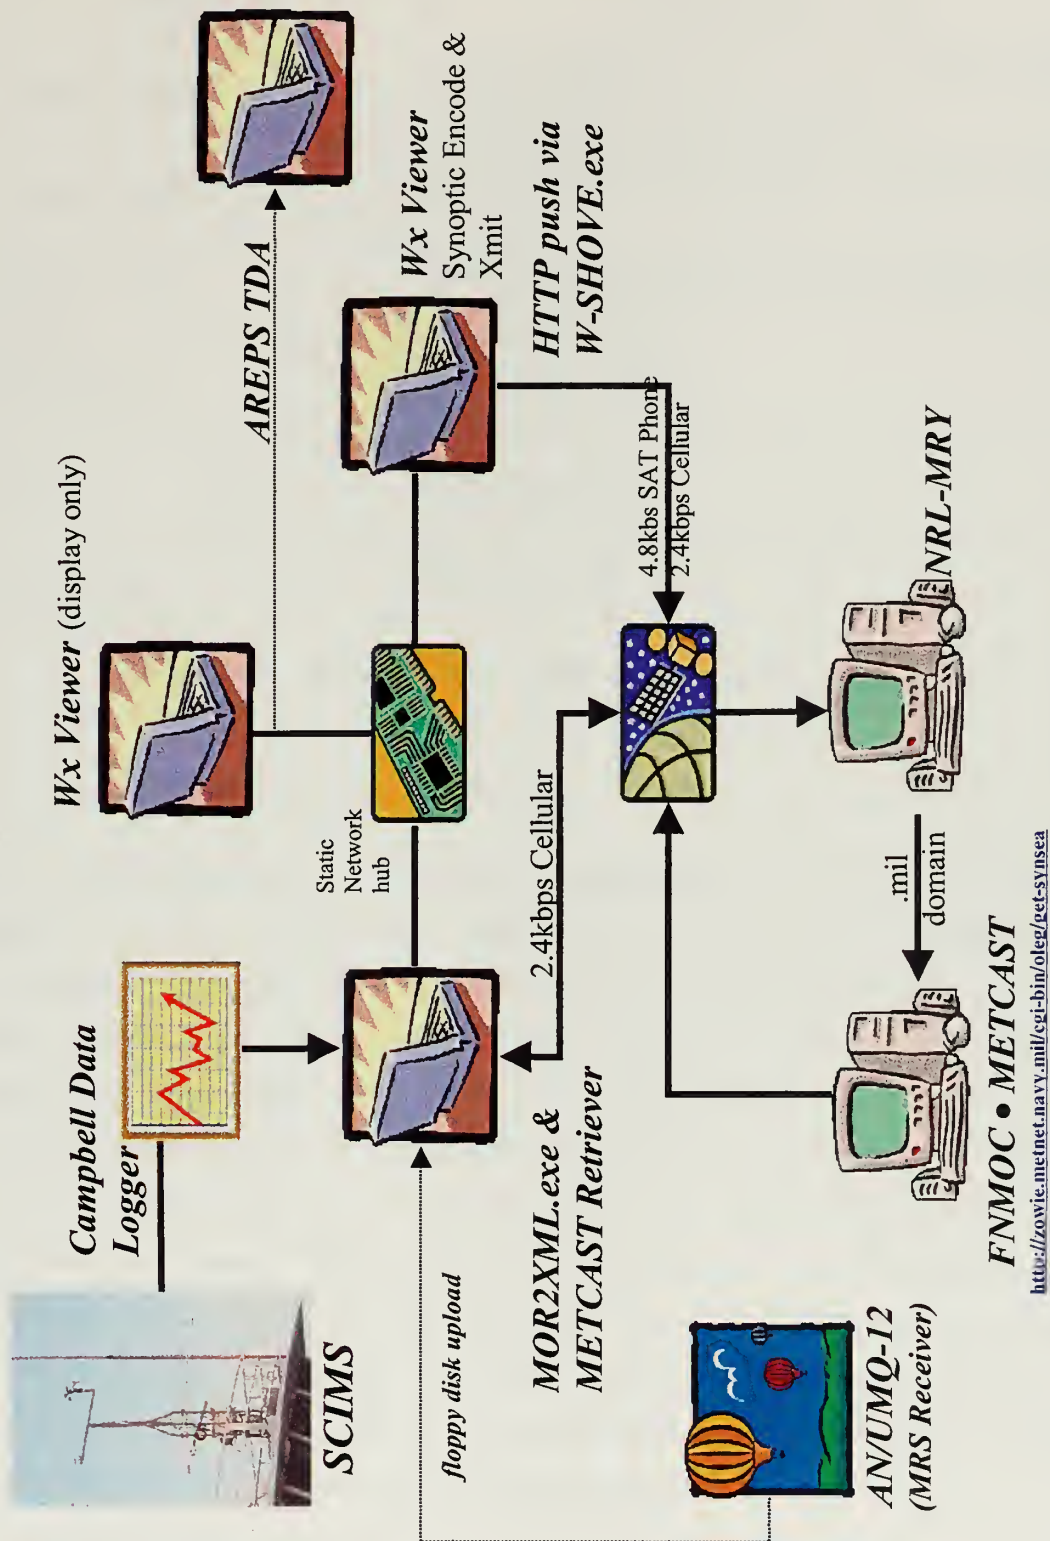 SCIMS
Campbell Data
Logger
Wx Viewer (display only)
AREPS TDA
Static
Network
hub
Wx Viewer
Synoptic Encode &
Xmit
floppy disk upload
MOR2XML.exe &
METCAST Retriever
2.4kbps Cellular
HTTP push via
W-SHOVE.exe
4.8kbs SAT Phone
2.4kbps Cellular
AN/UMQ-12
(MRS Receiver)
FNMOC • METCAST
http://zowie.metnet.navy.mil/cgi-bin/oleg/get-synsea
.mil
domain
NRL-MRY